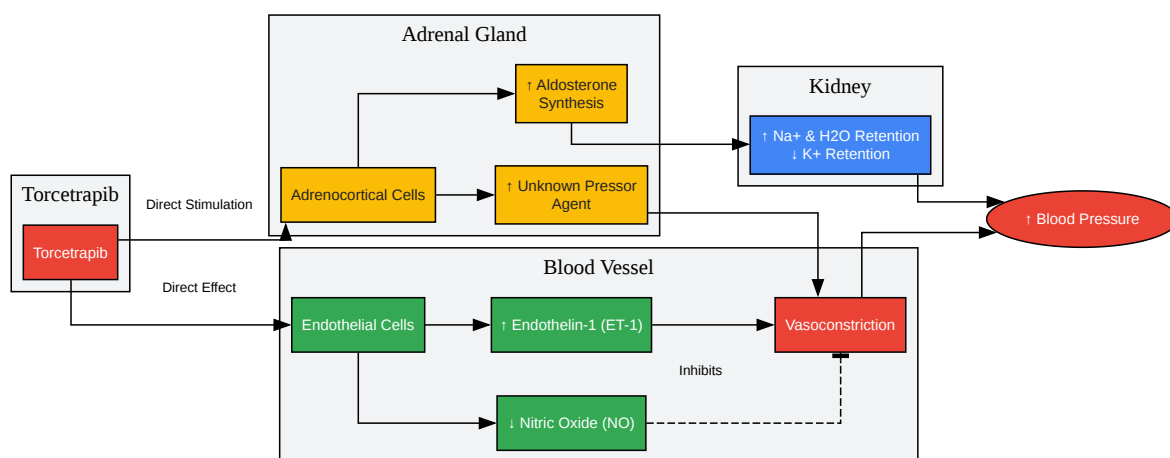 Adrenal Gland
↑ Aldosterone
Synthesis
Kidney
↑ Na+ & H2O Retention
↓ K+ Retention
Torcetrapib
Direct Stimulation
Adrenocortical Cells
↑ Unknown Pressor
Agent
↑ Blood Pressure
Torcetrapib
Blood Vessel
Direct Effect
Endothelial Cells
↑ Endothelin-1 (ET-1)
Vasoconstriction
Inhibits
↓ Nitric Oxide (NO)